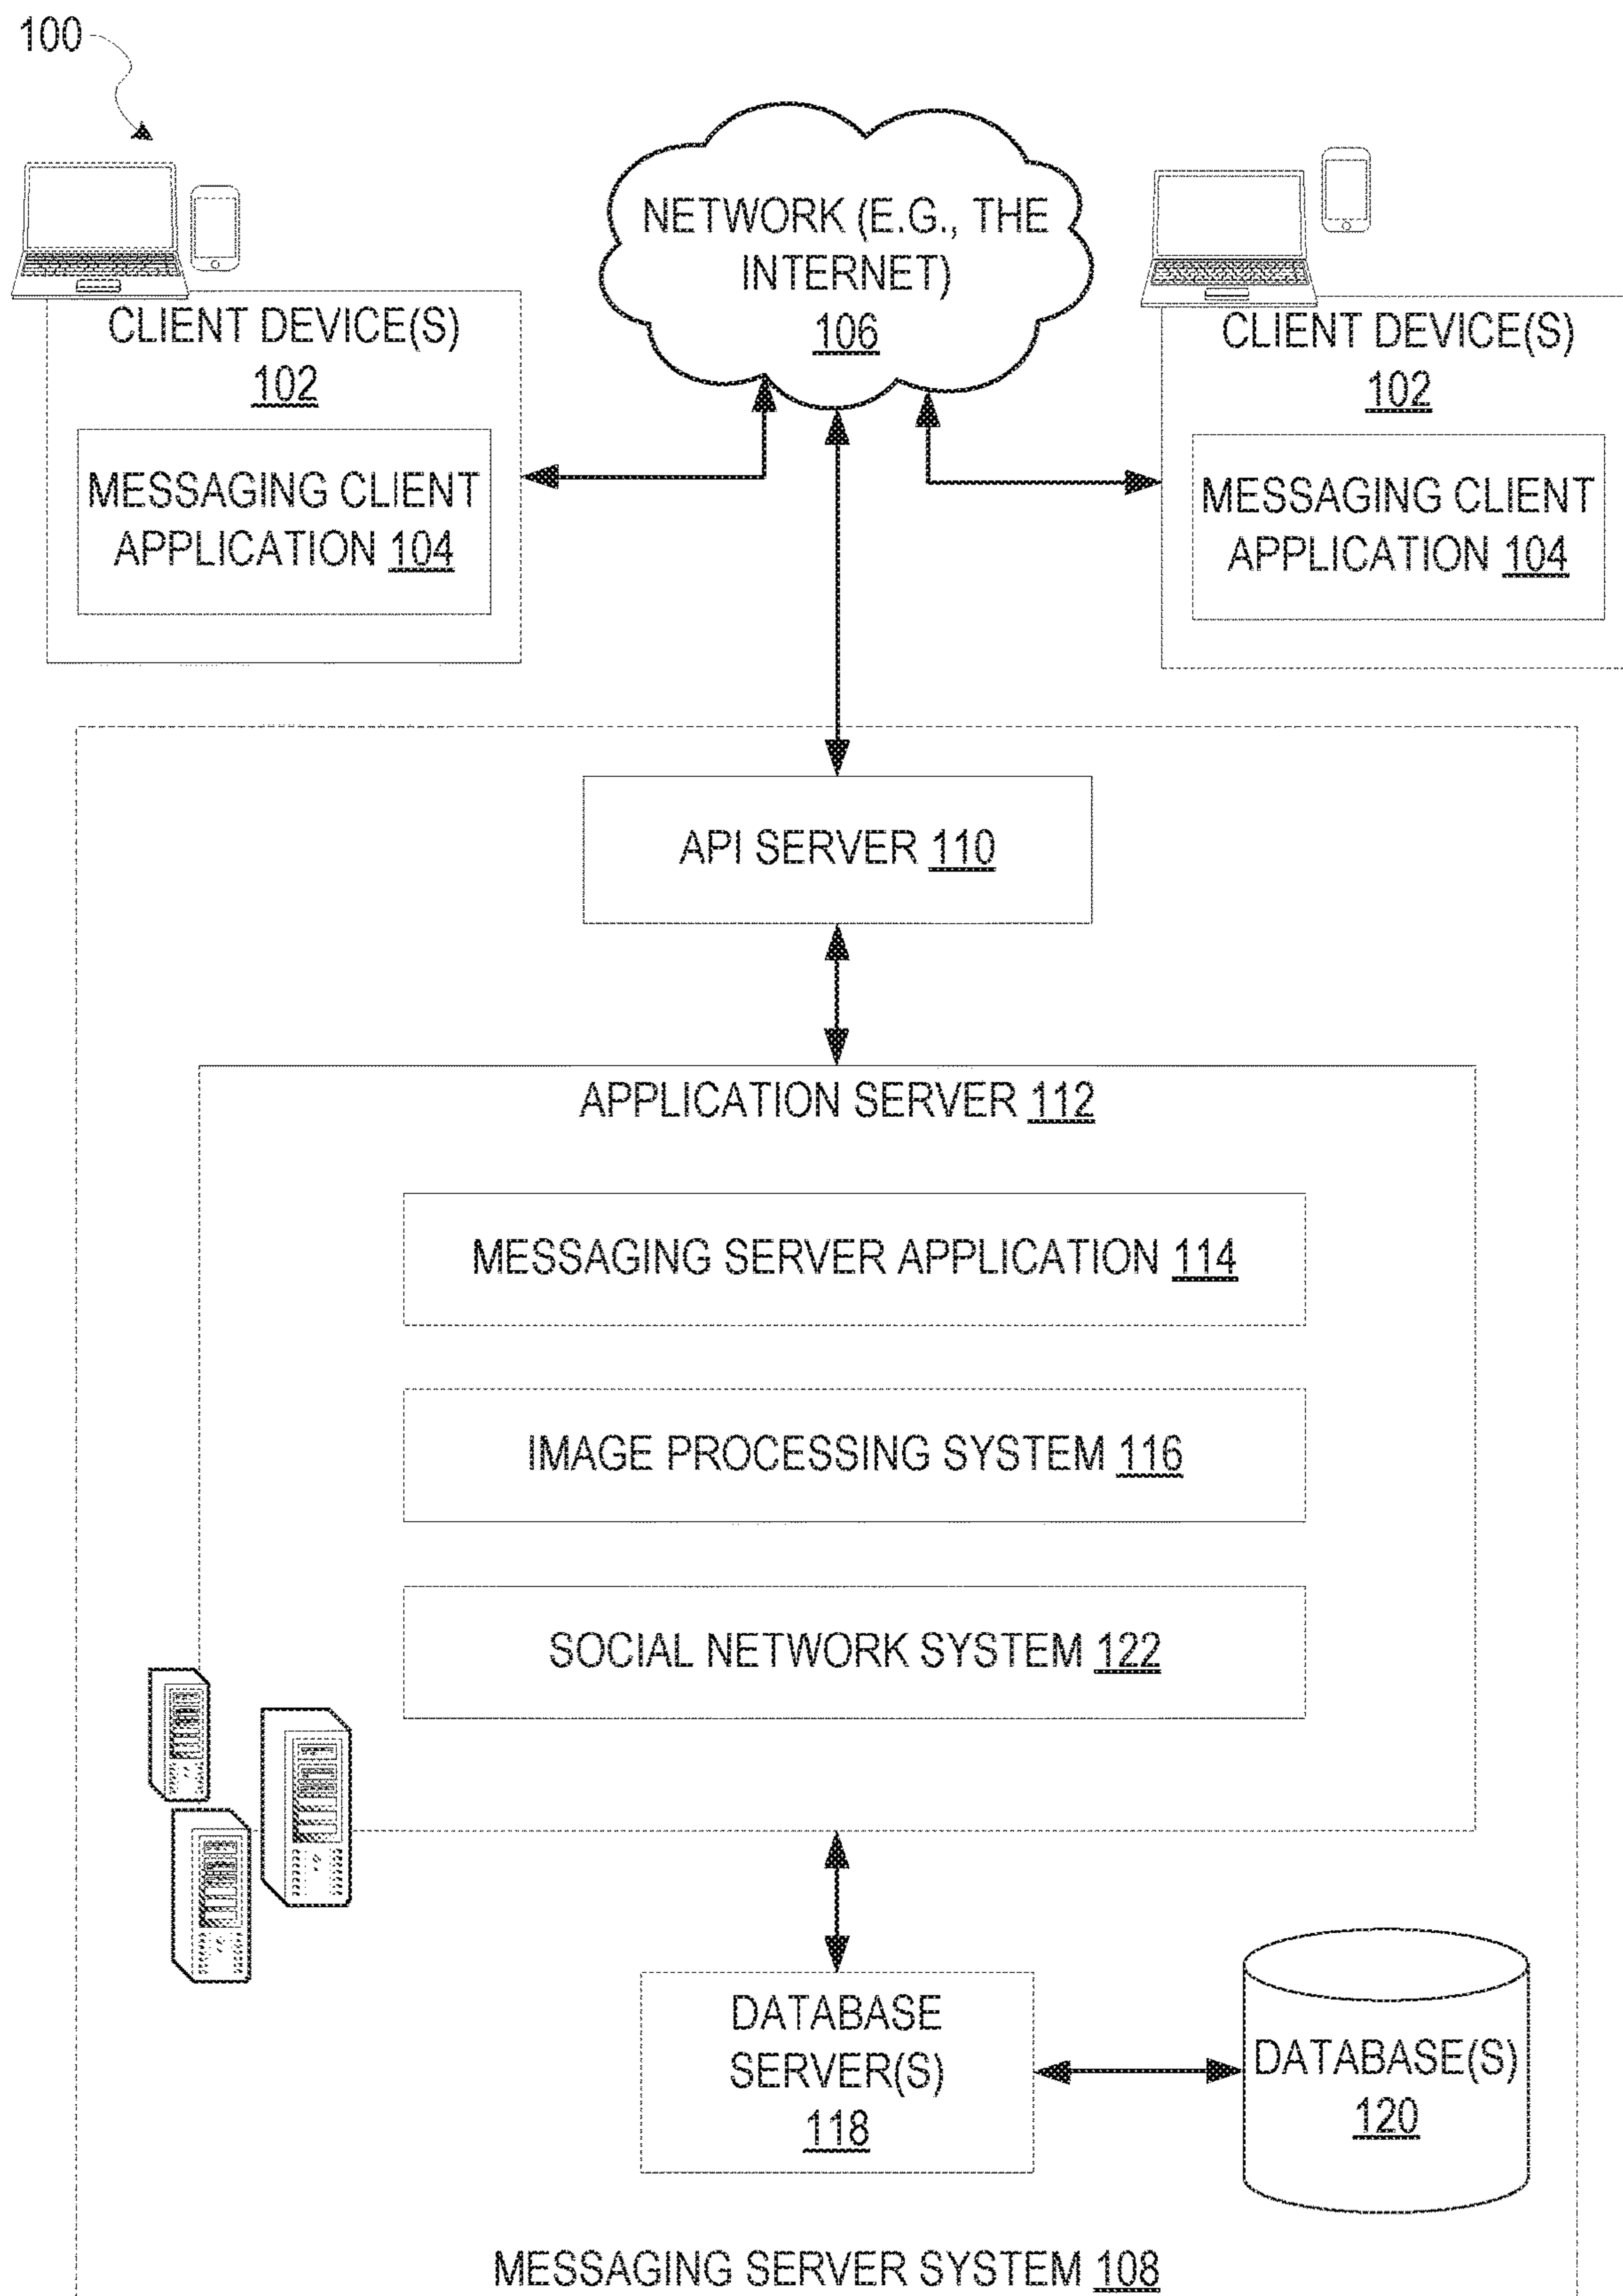 100
NETWORK (E.G., THE
INTERNET)
106
CLIENT DEVICE(S)
102
MESSAGING CLIENT
APPLICATION 104
CLIENT DEVICE(S)
102
MESSAGING CLIENT
APPLICATION 104
API SERVER 110
APPLICATION SERVER 112
MESSAGING SERVER APPLICATION 114
IMAGE PROCESSING SYSTEM 116
SOCIAL NETWORK SYSTEM 122
DATABASE
SERVER(S)
118
DATABASE(S)
120
MESSAGING SERVER SYSTEM 108